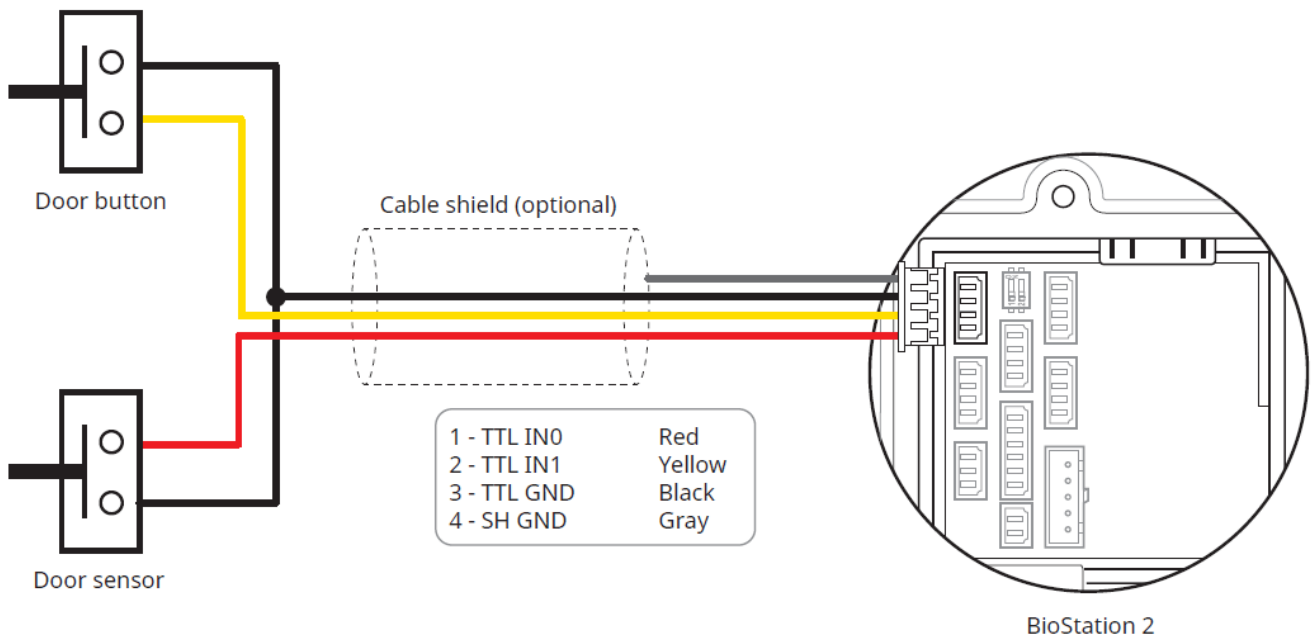 Door button
Cable shield (optional)
1 - TTL IN0 Red
2 - TTL IN1 Yellow
3 - TTL GND Black
4 - SH GND Gray
Door sensor
BioStation 2